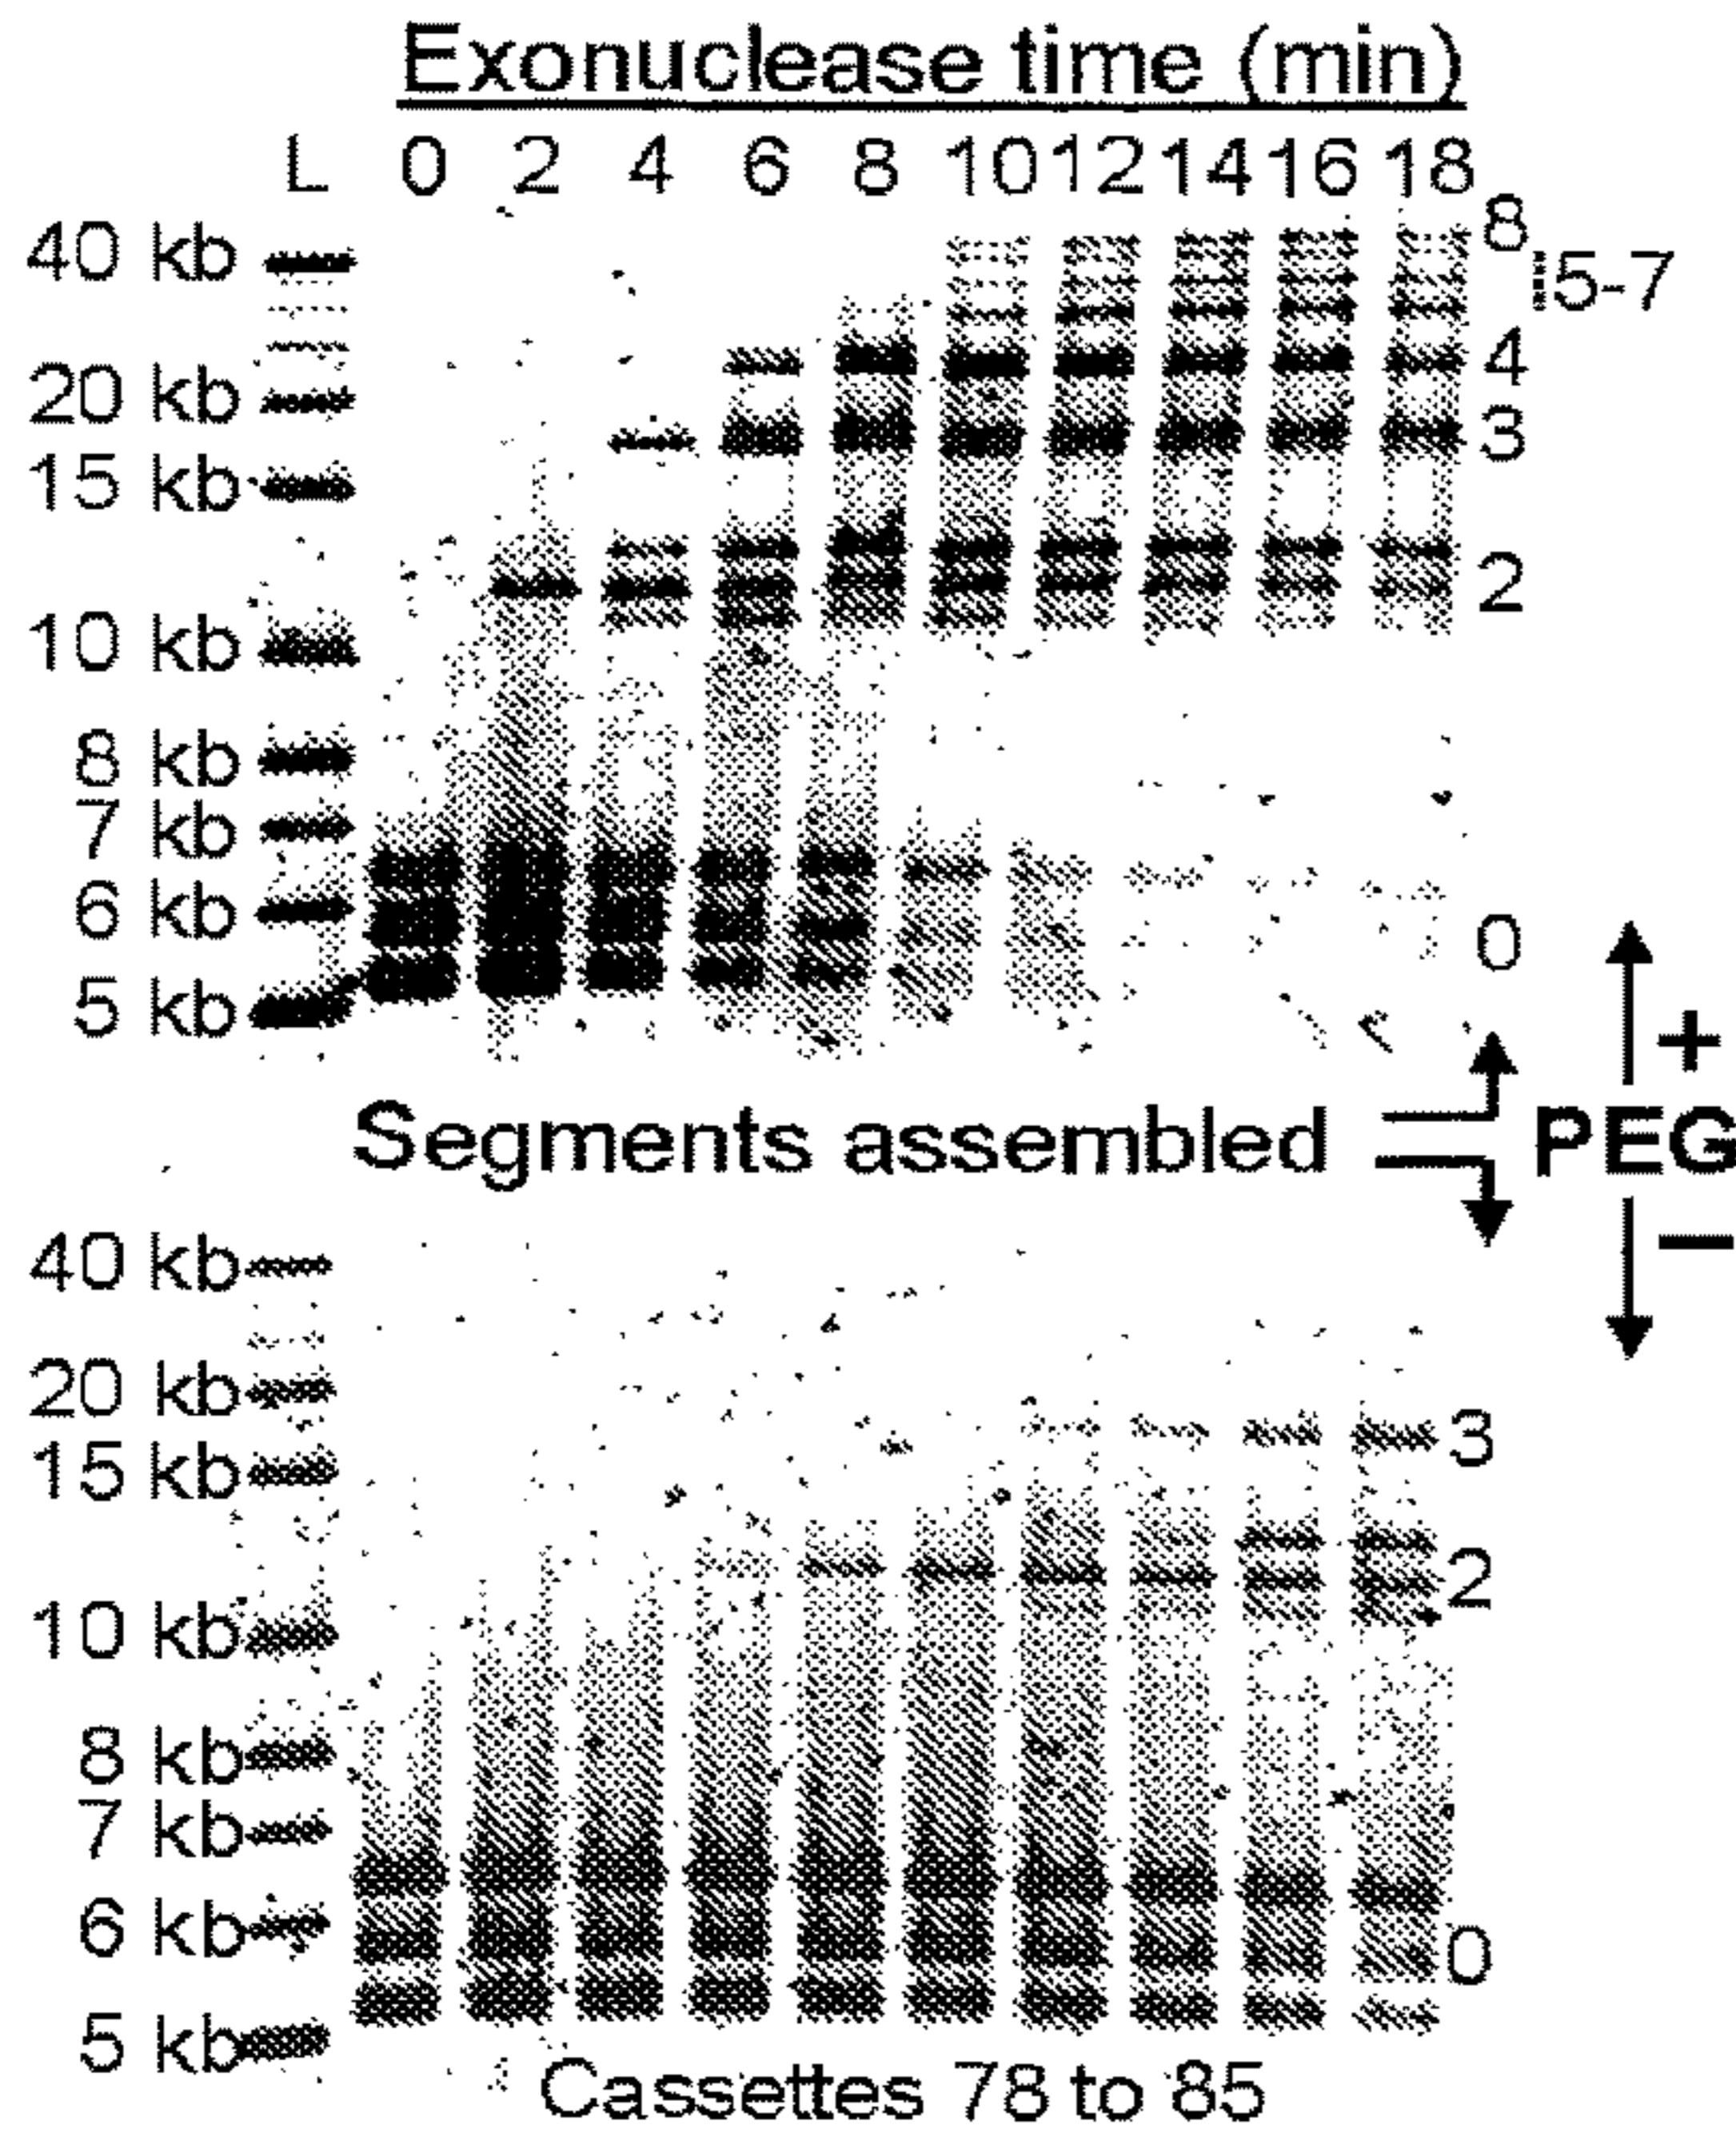 Exonuclease time (min)
L 0 2 4 6 8 10 12 14 16 18
40 kb
8
5-7
20 kb
4
3
15 kb
2
10 kb
8 kb
7 kb
6 kb
0
5 kb
+
Segments assembled
PEG
−
40 kb
20 kb
3
15 kb
2
10 kb
8 kb
7 kb
6 kb
0
5 kb
Cassettes 78 to 85